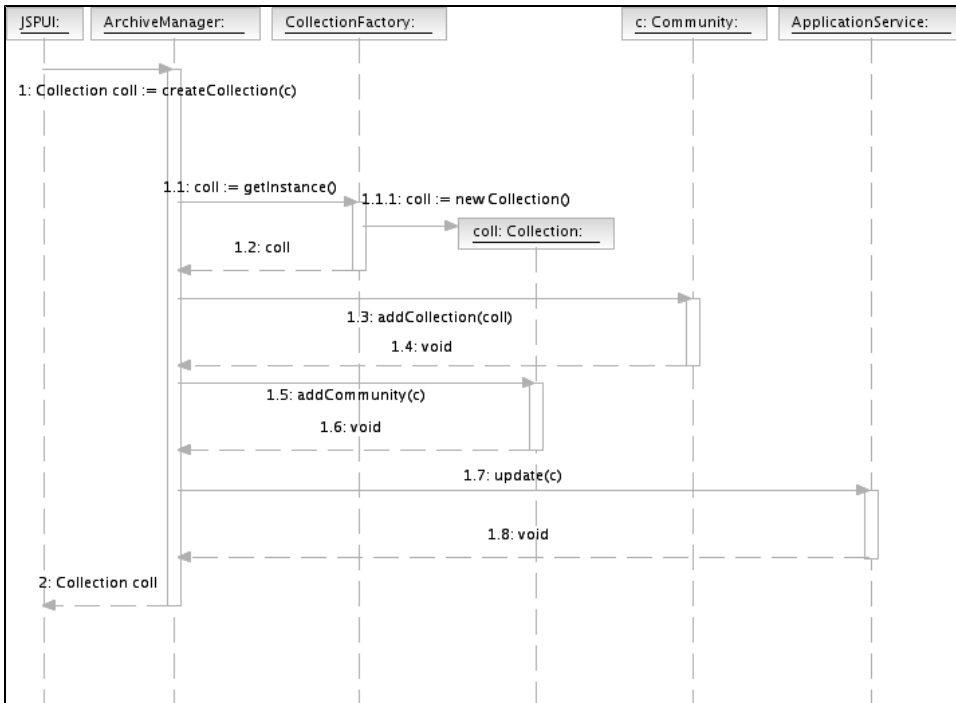 JSPUI:
ArchiveManager:
CollectionFactory:
c: Community:
ApplicationService:
1: Collection coll := createCollection(c)
1.1: coll := getInstance()
1.1.1: coll := new Collection()
coll: Collection:
1.2: coll
1.3: addCollection(coll)
1.4: void
1.5: addCommunity(c)
1.6: void
1.7: update(c)
1.8: void
2: Collection coll